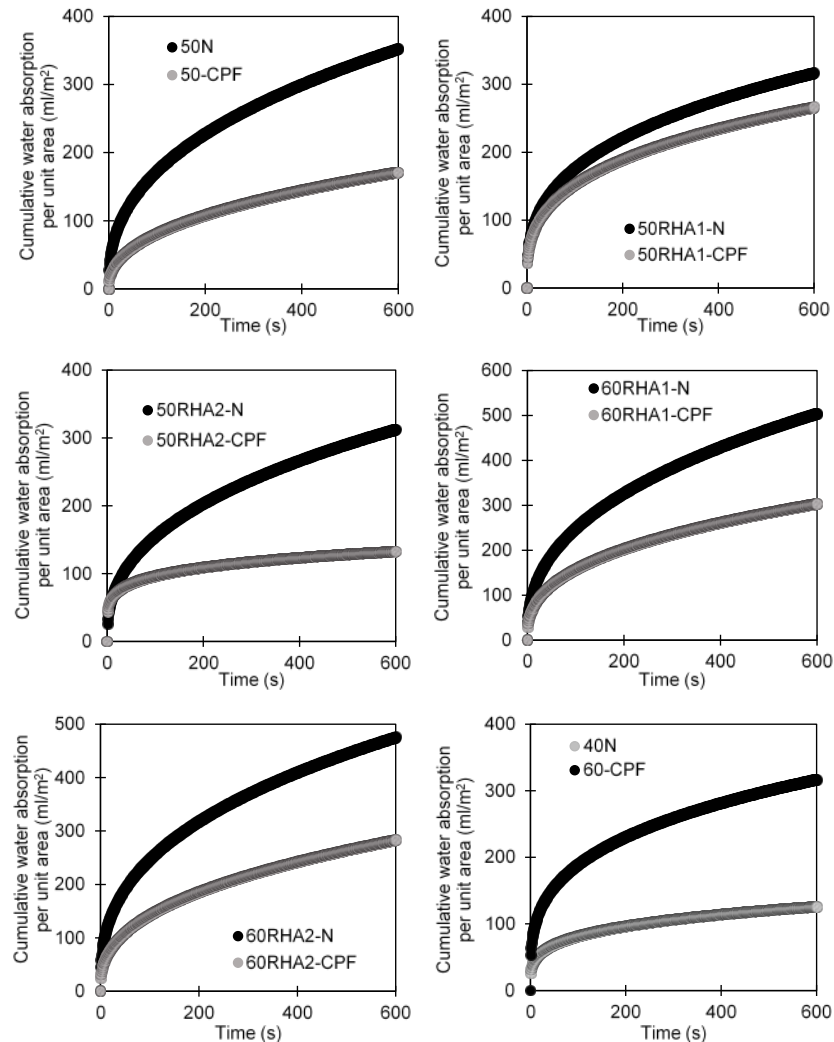 Cumulative water absorption
per unit area (ml/m²)
400
300
200
100
0
50N
50-CPF
0
200
400
600
Time (s)
Cumulative water absorption
per unit area (ml/m²)
400
300
200
100
0
50RHA1-N
50RHA1-CPF
0
200
400
600
Time (s)
Cumulative water absorption
per unit area (ml/m²)
400
300
200
100
0
50RHA2-N
50RHA2-CPF
0
200
400
600
Time (s)
Cumulative water absorption
per unit area (ml/m²)
600
500
400
300
200
100
0
60RHA1-N
60RHA1-CPF
0
200
400
600
Time (s)
Cumulative water absorption
per unit area (ml/m²)
500
400
300
200
100
0
60RHA2-N
60RHA2-CPF
0
200
400
600
Time (s)
Cumulative water absorption
per unit area (ml/m²)
400
300
200
100
0
40N
60-CPF
0
200
400
600
Time (s)